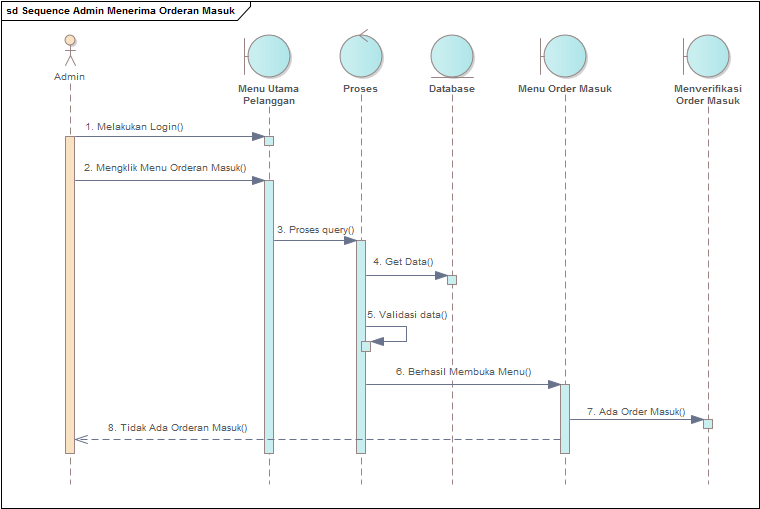 sd Sequence Admin Menerima Orderan Masuk
Admin
Menu Utama
Pelanggan
Proses
Database
Menu Order Masuk
Menverifikasi
Order Masuk
1. Melakukan Login()
2. Mengklik Menu Orderan Masuk()
3. Proses query()
4. Get Data()
5. Validasi data()
6. Berhasil Membuka Menu()
7. Ada Order Masuk()
8. Tidak Ada Orderan Masuk()